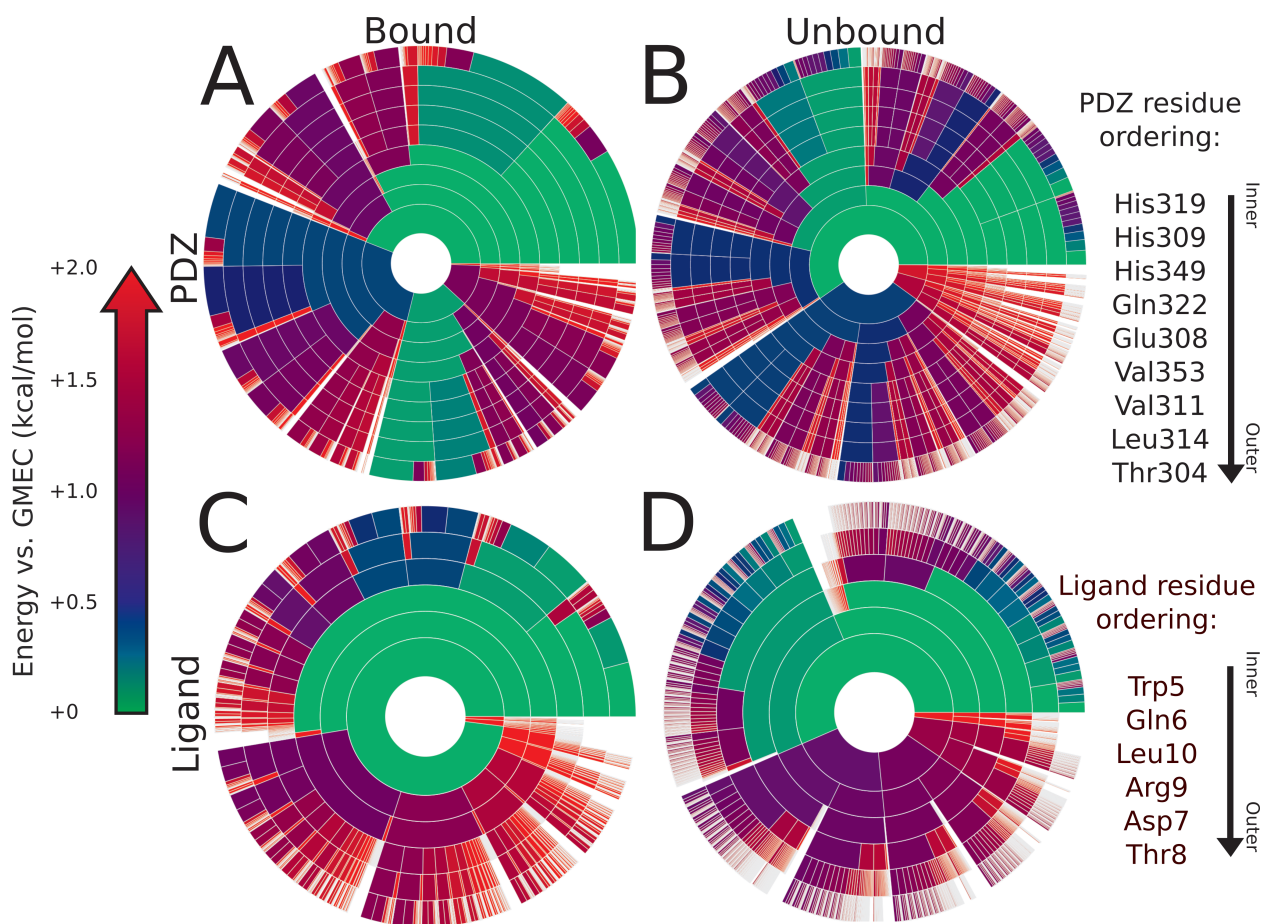 Bound
Unbound
A
B
PDZ
C
D
Ligand
Energy vs. GMEC (kcal/mol)
+2.0
+1.5
+1.0
+0.5
+0
PDZ residue
ordering:
His319
His309
His349
Gln322
Glu308
Val353
Val311
Leu314
Thr304
Inner
Outer
Ligand residue
ordering:
Trp5
Gln6
Leu10
Arg9
Asp7
Thr8
Inner
Outer